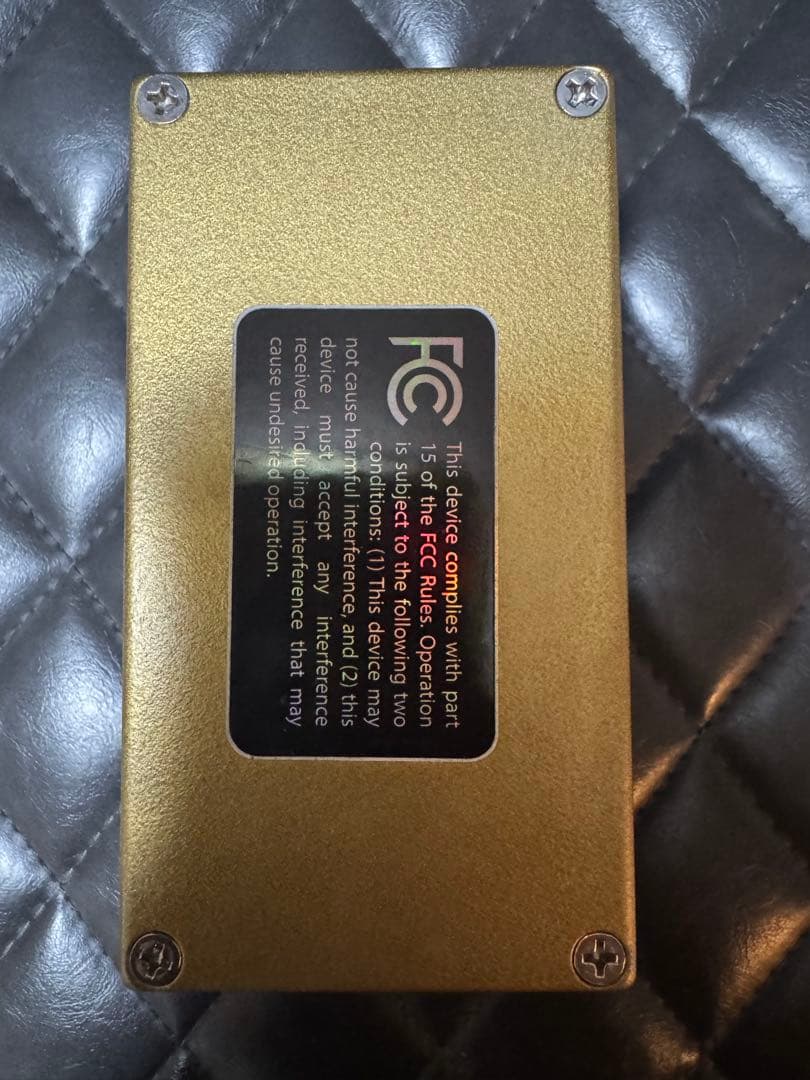 FC
This device complies with part
15 of the FCC Rules. Operation
is subject to the following two
conditions: (1) This device may
not cause harmful interference, and (2) this
device must accept any interference
received, including interference that may
cause undesired operation.